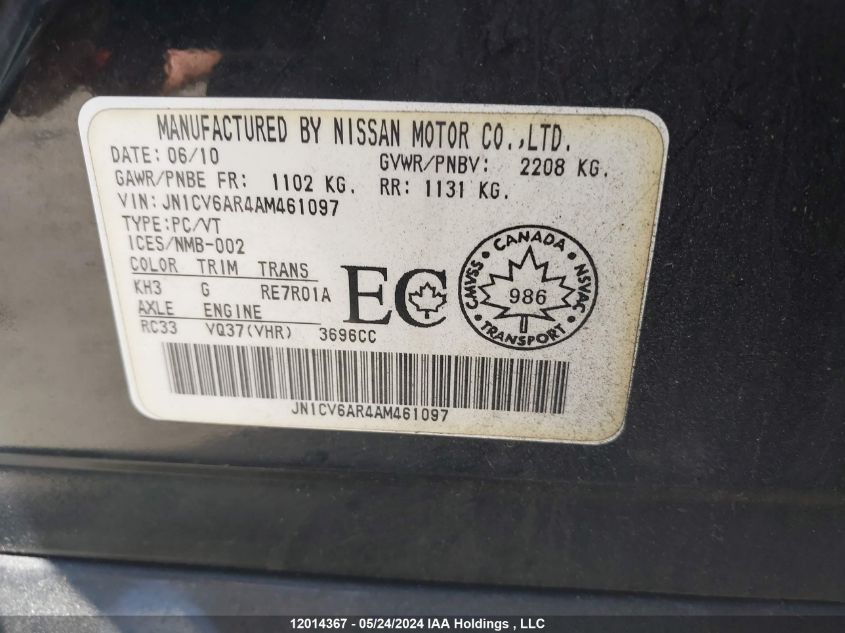 MANUFACTURED BY NISSAN MOTOR CO.,LTD.
DATE: 06/10 GVWR/PNBV: 2208 KG.
GAWR/PNBE FR: 1102 KG. RR: 1131 KG.
VIN: JN1CV6AR4AM461097
TYPE:PC/VT
ICES/NMB-002
COLOR TRIM TRANS
KH3 G RE7R01A
AXLE ENGINE
RC33 VQ37(VHR) 3696CC
EC
CANADA
CMVSS NSVAC
986
TRANSPORT
JN1CV6AR4AM461097
12014367 - 05/24/2024 IAA Holdings , LLC